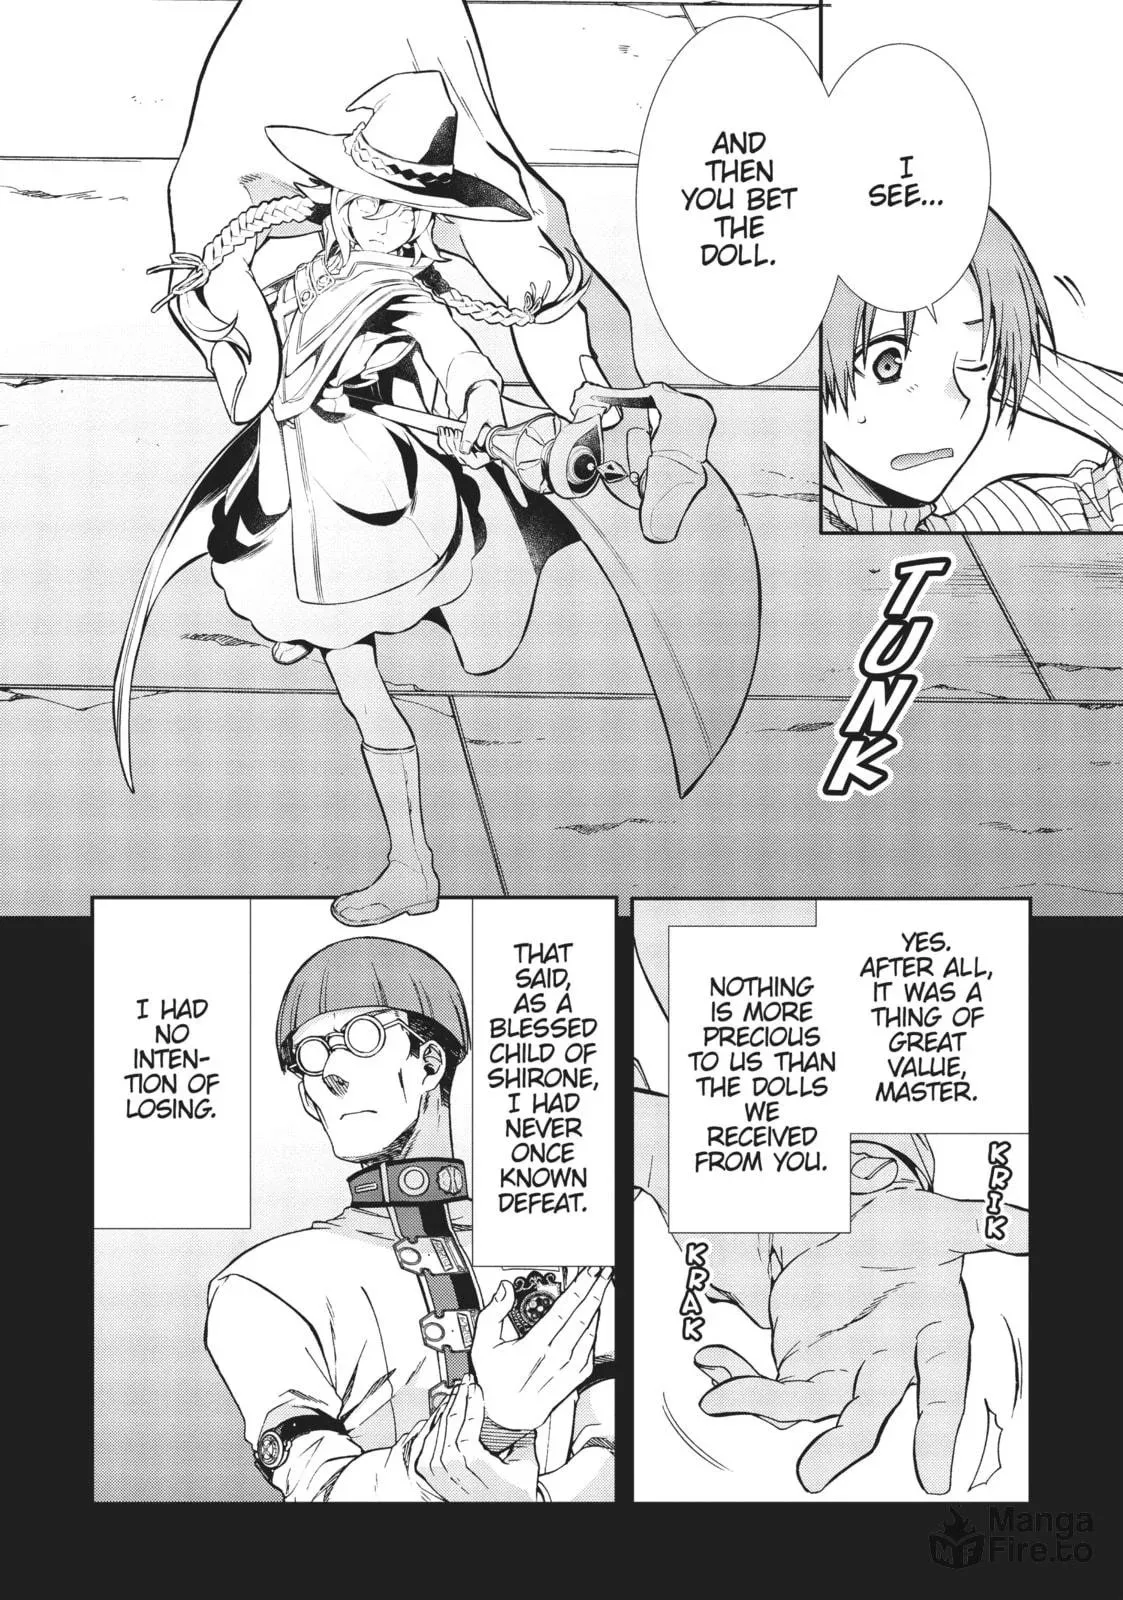 I
SEE...
AND
THEN
YOU BET
THE
DOLL.
TUNK
YES.
AFTER ALL,
IT WAS A
THING OF
GREAT
VALUE,
MASTER.
NOTHING
IS MORE
PRECIOUS
TO US THAN
THE DOLLS
WE
RECEIVED
FROM YOU.
KRIK
KRAK
THAT
SAID,
AS A
BLESSED
CHILD OF
SHIRONE,
I HAD
NEVER
ONCE
KNOWN
DEFEAT.
I HAD
NO
INTEN-
TION OF
LOSING.
MF
Manga
Fire.to